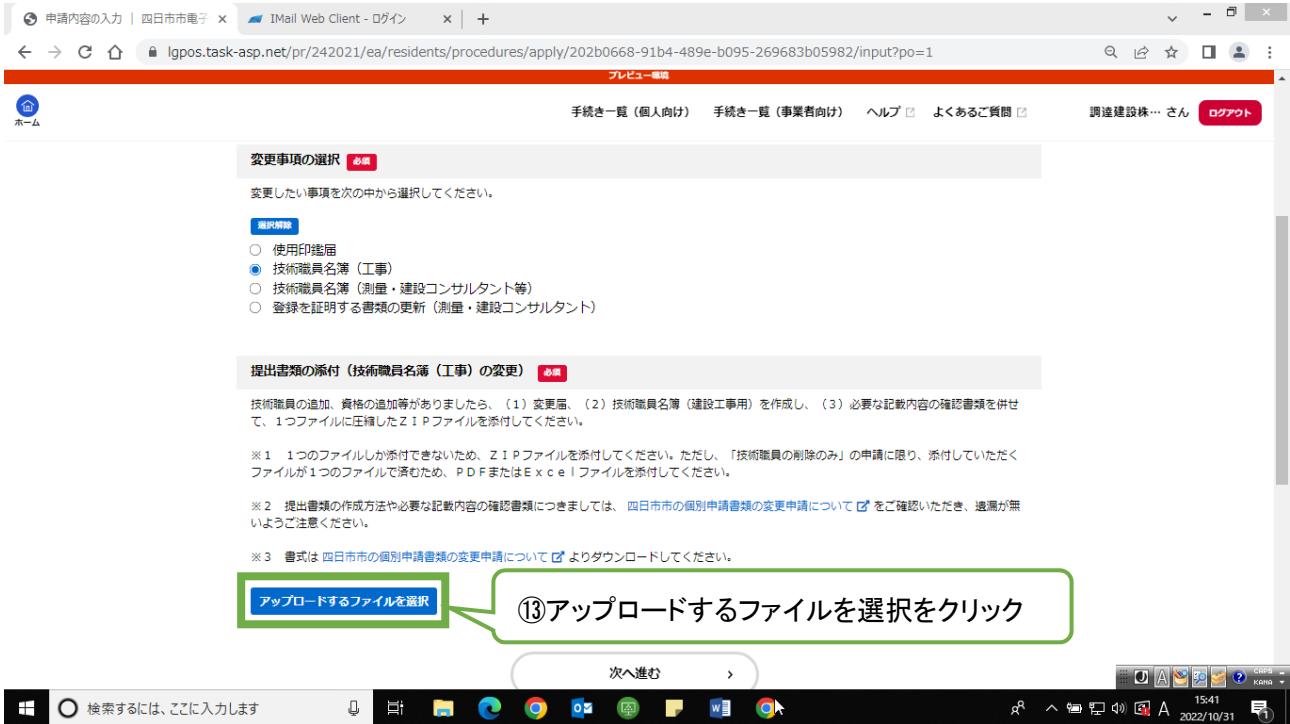 申請内容の入力 | 四日市市電子
IMail Web Client - ログイン
lgpos.task-asp.net/pr/242021/ea/residents/procedures/apply/202b0668-91b4-489e-b095-269683b05982/input?po=1
プレビュー環境
ホーム
手続き一覧（個人向け） 手続き一覧（事業者向け） ヘルプ よくあるご質問 調達建設株… さん ログアウト
変更事項の選択 必須
変更したい事項を次の中から選択してください。
選択解除
使用印鑑届
技術職員名簿（工事）
技術職員名簿（測量・建設コンサルタント等）
登録を証明する書類の更新（測量・建設コンサルタント）
提出書類の添付（技術職員名簿（工事）の変更） 必須
技術職員の追加、資格の追加等がありましたら、（１）変更届、（２）技術職員名簿（建設工事用）を作成し、（３）必要な記載内容の確認書類を併せ
て、１つファイルに圧縮したＺＩＰファイルを添付してください。
※１　１つのファイルしか添付できないため、ＺＩＰファイルを添付してください。ただし、「技術職員の削除のみ」の申請に限り、添付していただく
ファイルが１つのファイルで済むため、ＰＤＦまたはＥｘｃｅｌファイルを添付してください。
※２　提出書類の作成方法や必要な記載内容の確認書類につきましては、 四日市市の個別申請書類の変更申請について をご確認いただき、遺漏が無
いようご注意ください。
※３　書式は 四日市市の個別申請書類の変更申請について よりダウンロードしてください。
アップロードするファイルを選択
⑬アップロードするファイルを選択をクリック
次へ進む
A CAPS
KANA
検索するには、ここに入力します
A 15:41
2022/10/31
1